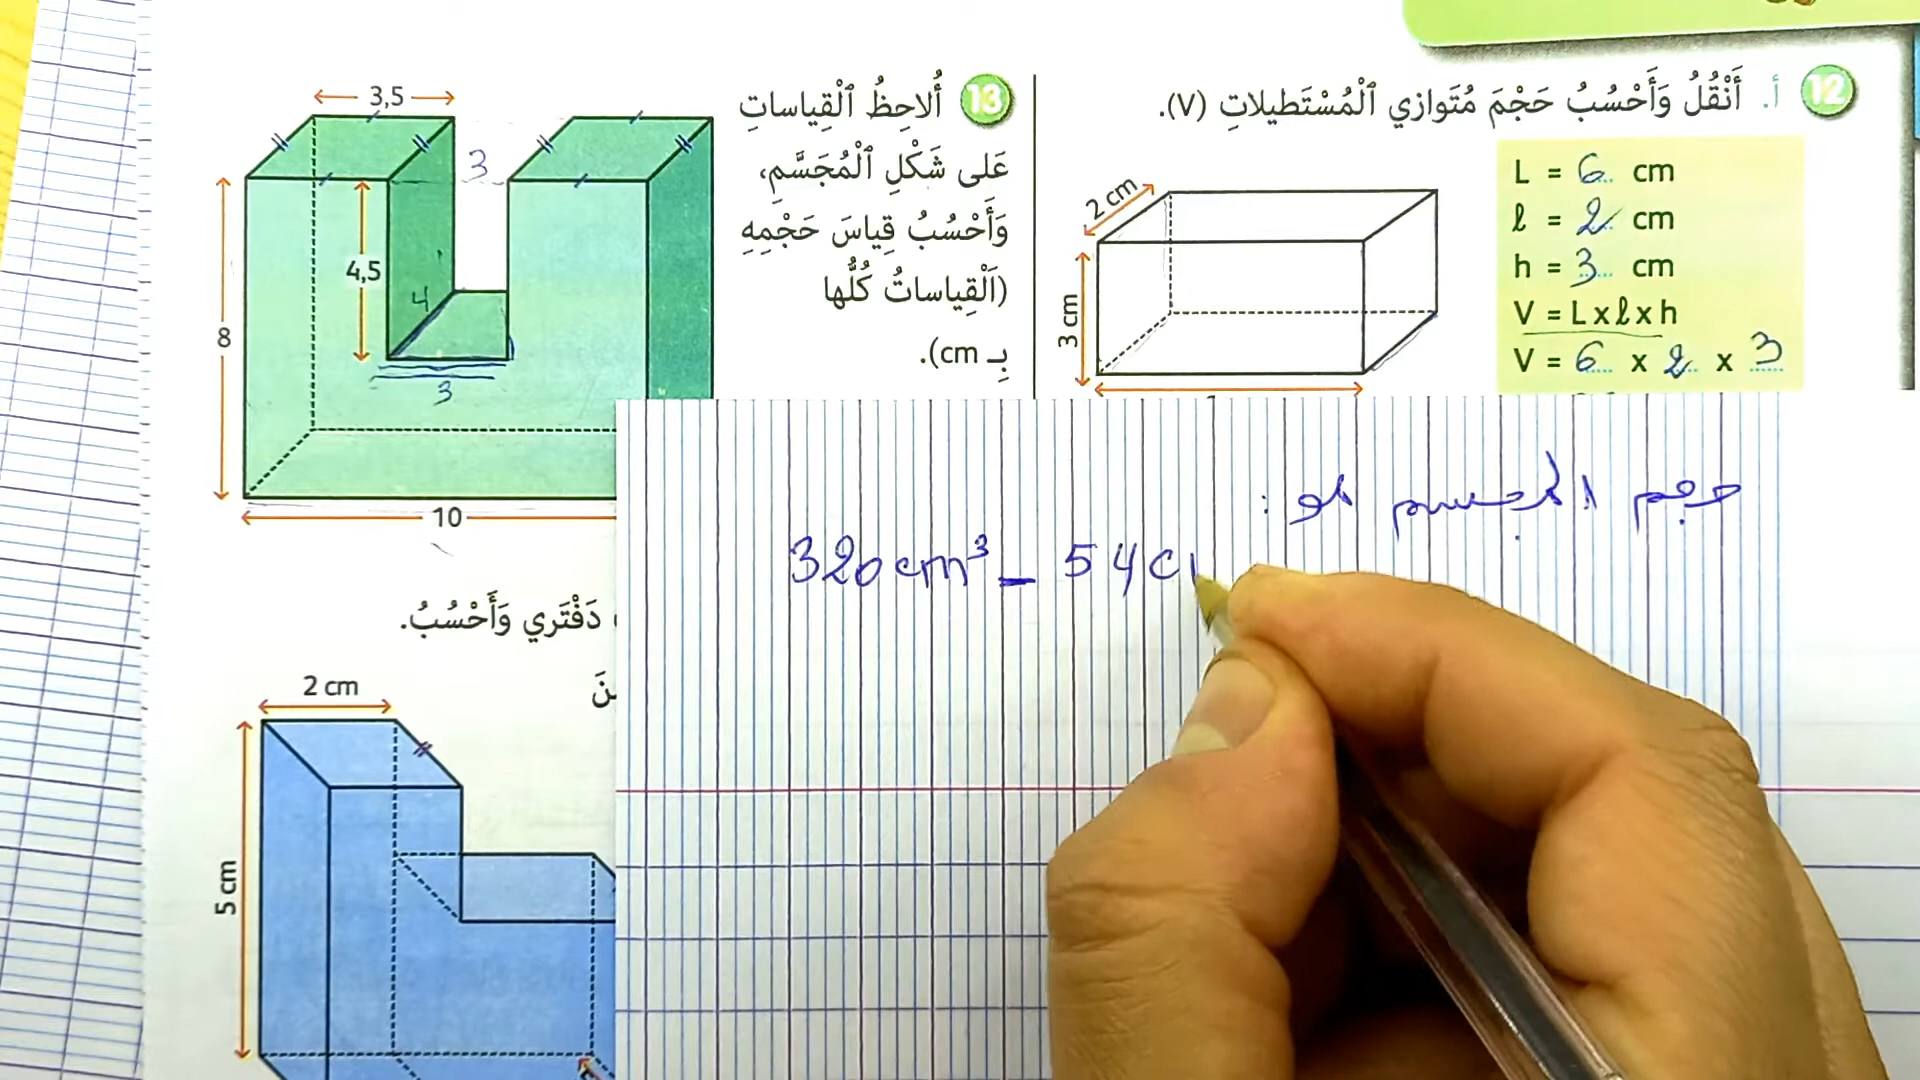 12 أ. أَنْقُلُ وَأَحْسُبُ حَجْمَ مُتَوازي ٱلْمُسْتَطيلاتِ (V).
2 cm
3 cm
L = 6 cm
ℓ = 2 cm
h = 3 cm
V = L x ℓ x h
V = 6 x 2 x 3
13 أُلاحِظُ ٱلْقِياساتِ
عَلى شَكْلِ ٱلْمُجَسَّمِ،
وَأَحْسُبُ قِياسَ حَجْمِهِ
(اَلْقِياساتُ كُلُّها
بِـ cm).
3,5
3
4,5
4
8
3
10
حجم المجسم هو :
320 cm³ - 54 c
دَفْتَري وَأَحْسُبُ.
2 cm
5 cm